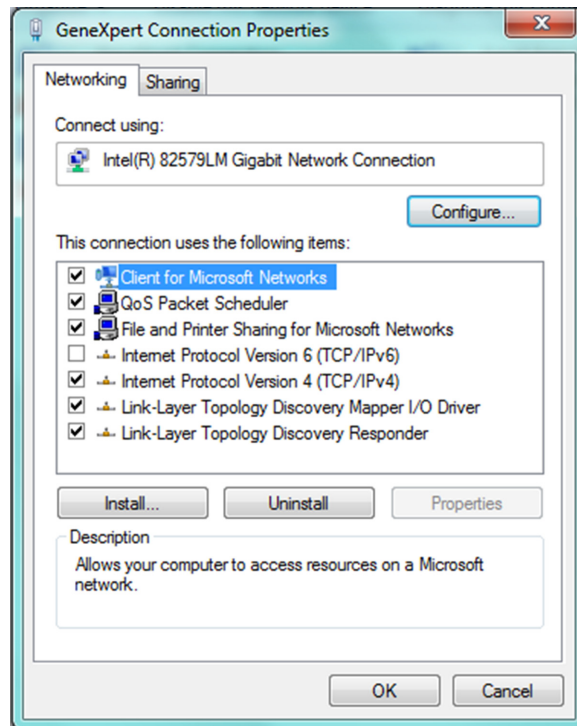 GeneXpert Connection Properties
Networking
Sharing
Connect using:
Intel(R) 82579LM Gigabit Network Connection
Configure...
This connection uses the following items:
Client for Microsoft Networks
QoS Packet Scheduler
File and Printer Sharing for Microsoft Networks
Internet Protocol Version 6 (TCP/IPv6)
Internet Protocol Version 4 (TCP/IPv4)
Link-Layer Topology Discovery Mapper I/O Driver
Link-Layer Topology Discovery Responder
Install...
Uninstall
Properties
Description
Allows your computer to access resources on a Microsoft
network.
OK
Cancel